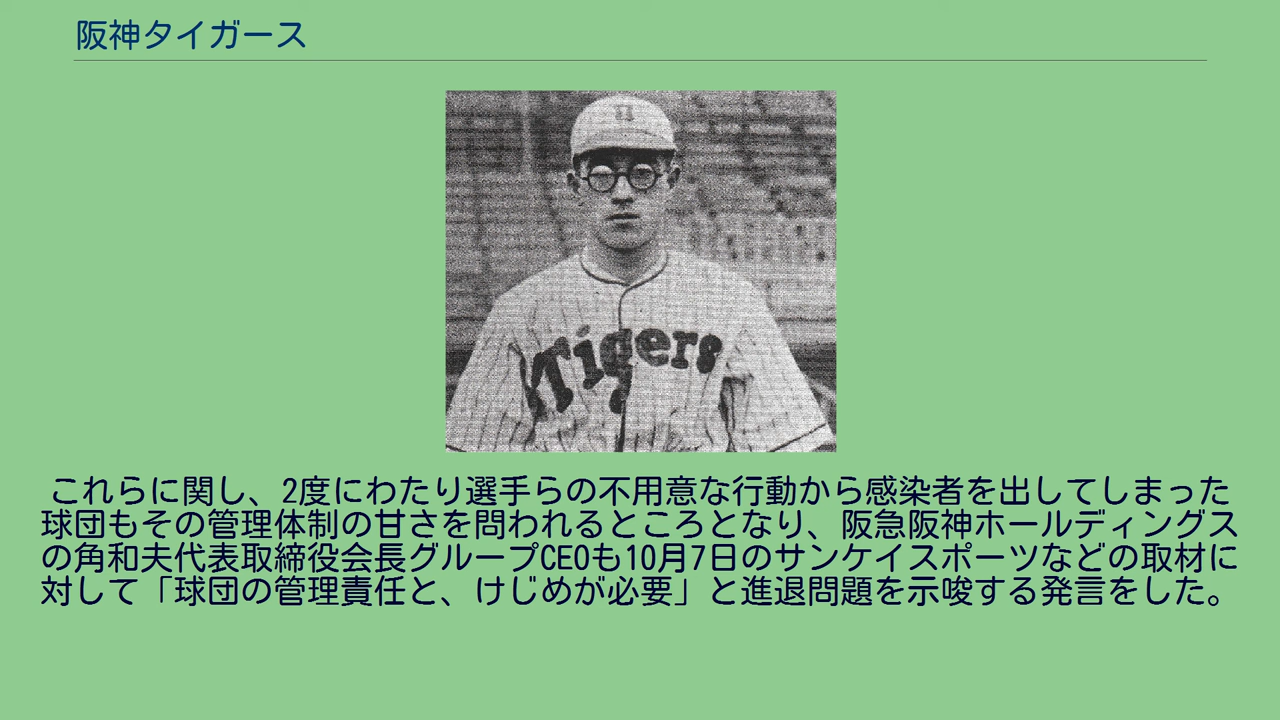 阪神タイガース
Tigers
これらに関し、2度にわたり選手らの不用意な行動から感染者を出してしまった
球団もその管理体制の甘さを問われるところとなり、阪急阪神ホールディングス
の角和夫代表取締役会長グループCEOも10月7日のサンケイスポーツなどの取材に
対して「球団の管理責任と、けじめが必要」と進退問題を示唆する発言をした。